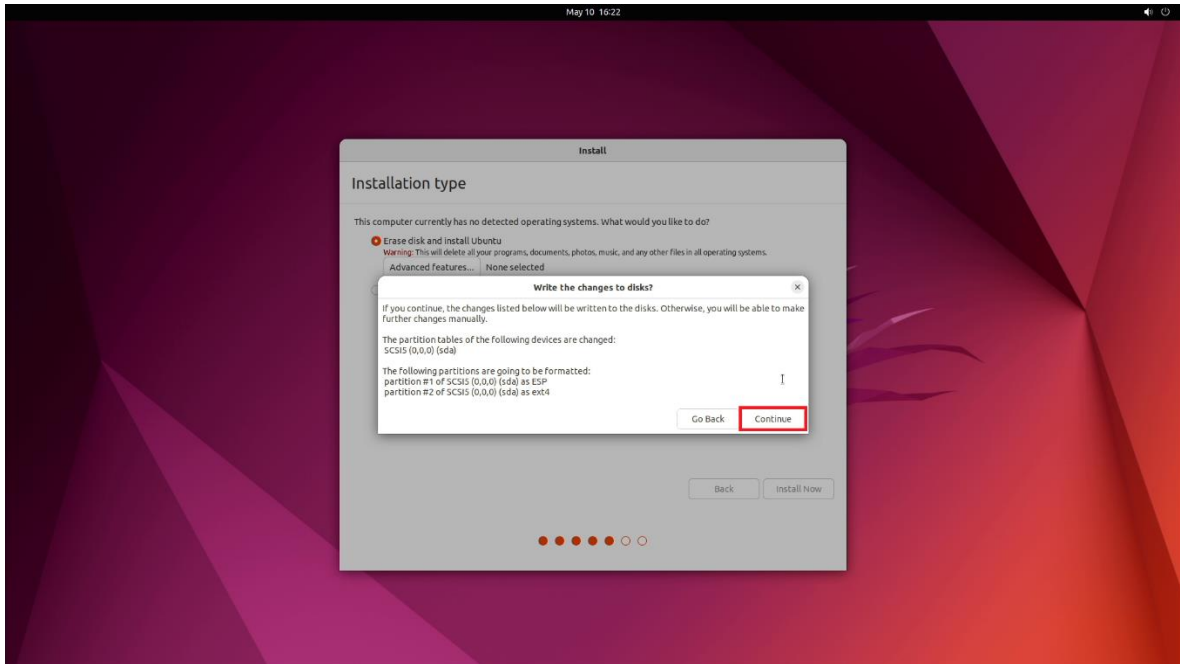 May 10 16:22
Install
Installation type
This computer currently has no detected operating systems. What would you like to do?
Erase disk and install Ubuntu
Warning: This will delete all your programs, documents, photos, music, and any other files in all operating systems.
Advanced features... None selected
Write the changes to disks?
If you continue, the changes listed below will be written to the disks. Otherwise, you will be able to make
further changes manually.
The partition tables of the following devices are changed:
SCSI5 (0,0,0) (sda)
The following partitions are going to be formatted:
partition #1 of SCSI5 (0,0,0) (sda) as ESP
partition #2 of SCSI5 (0,0,0) (sda) as ext4
Go Back Continue
Back Install Now